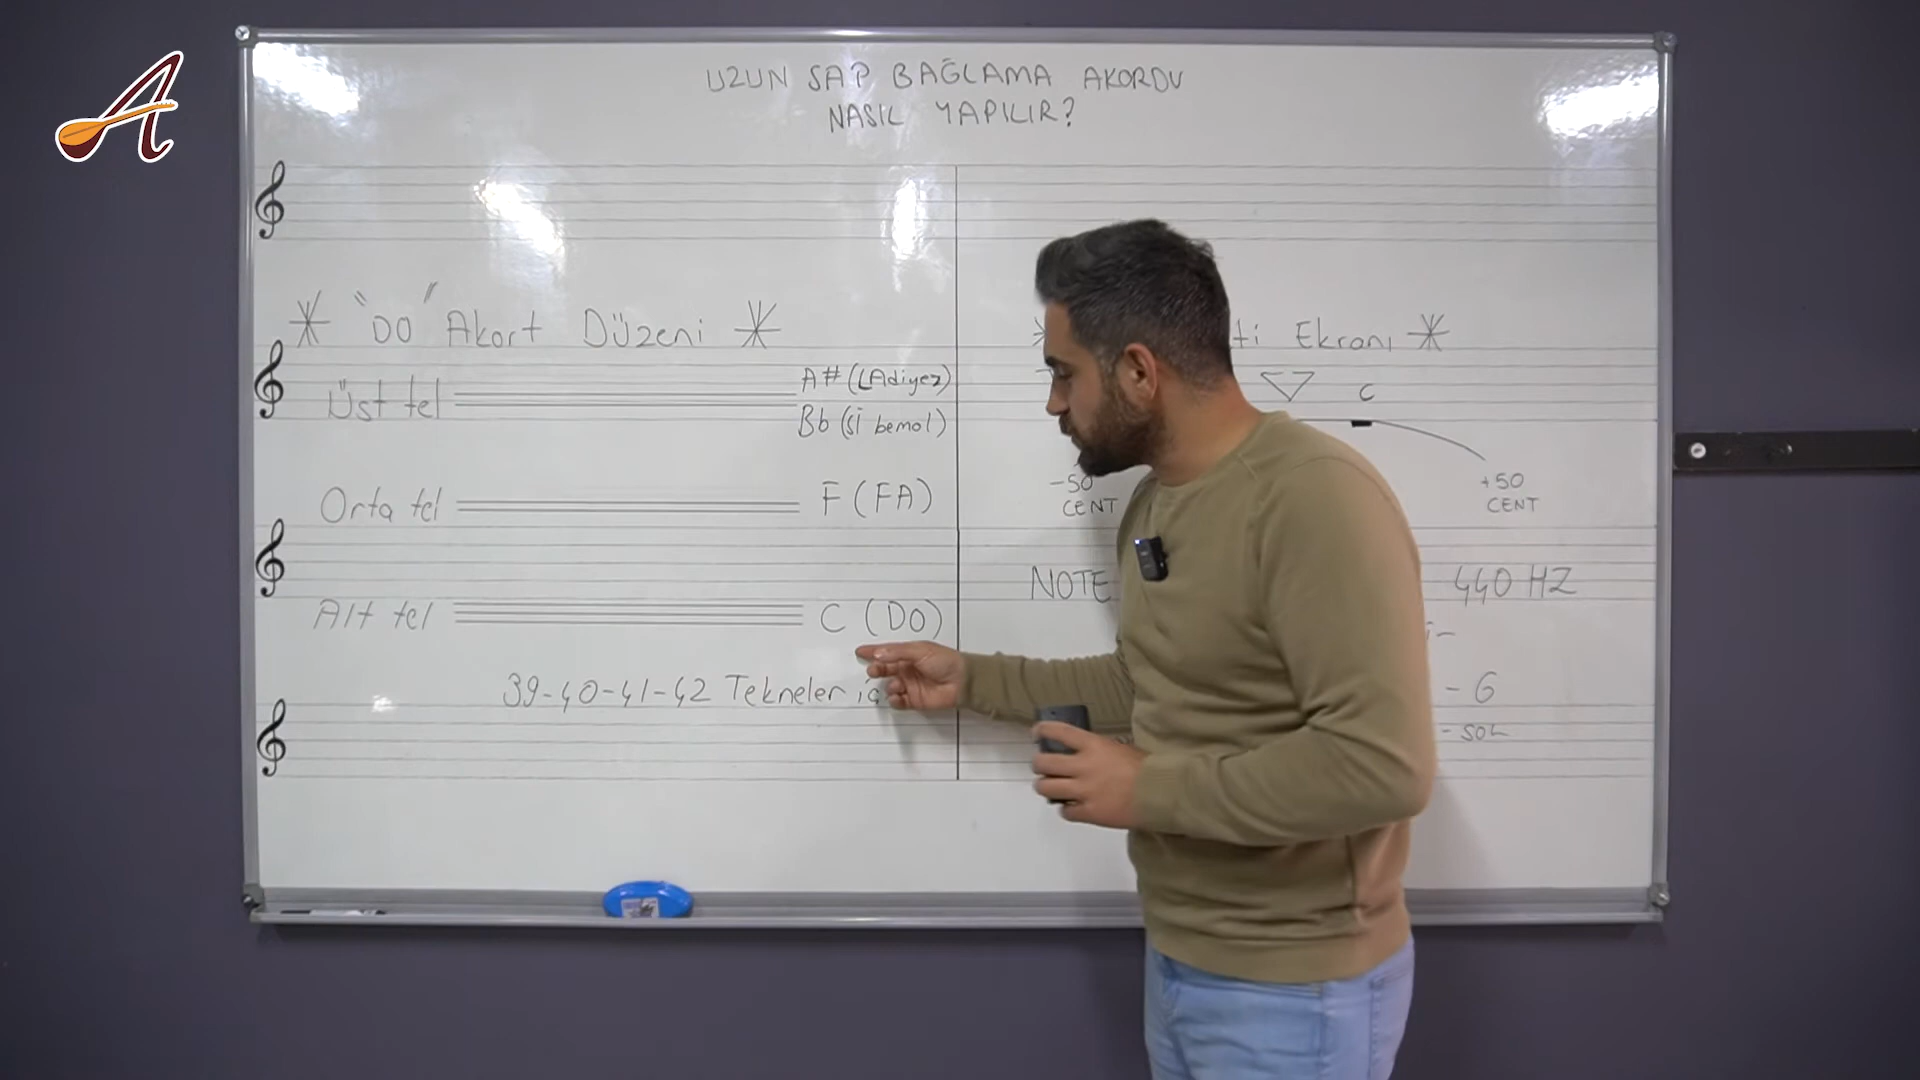 UZUN SAP BAĞLAMA AKORDU
NASIL YAPILIR?
"DO" Akort Düzeni
Üst tel A# (LAdiyez)
Bb (Si bemol)
Orta tel F (FA)
Alt tel C (DO)
39-40-41-42 Tekneler
Ekranı
C
-50
CENT
+50
CENT
NOTE
440 HZ
- G
- SOL